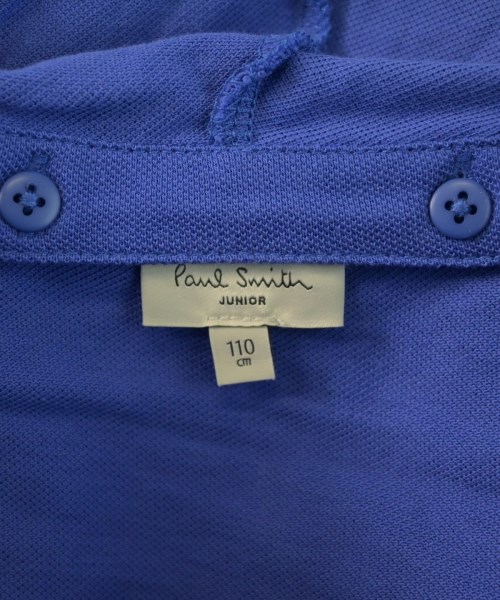 Paul Smith
JUNIOR
110
cm